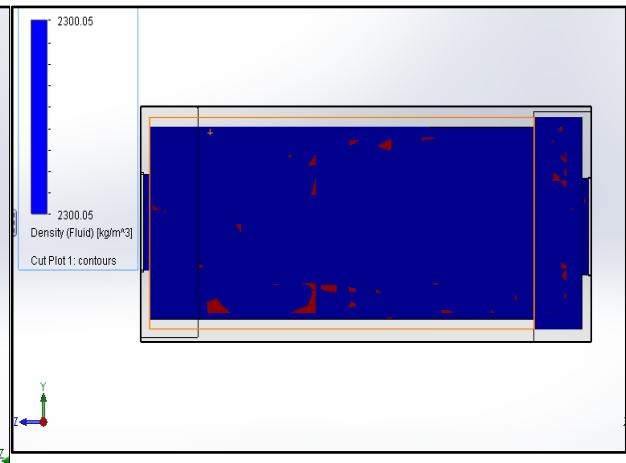 2300.05
2300.05
Density (Fluid) [kg/m^3]
Cut Plot 1: contours
Y
Z
Z